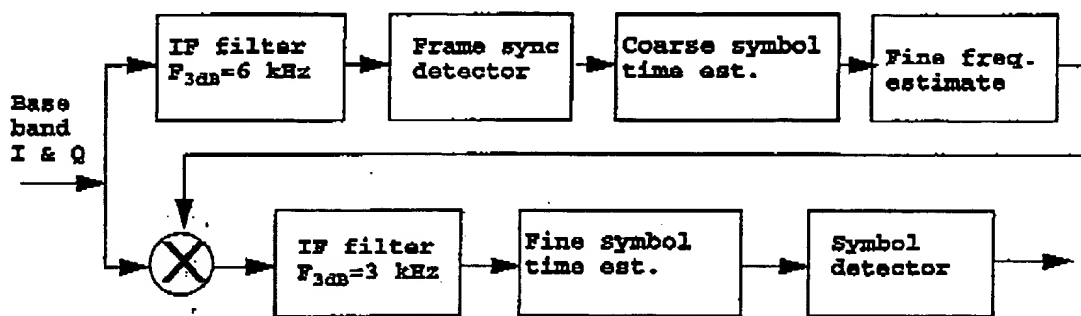 IF filter
F3dB=6 kHz
Frame sync
detector
Coarse symbol
time est.
Fine freq.
estimate
Base
band
I & Q
IF filter
F3dB=3 kHz
Fine symbol
time est.
Symbol
detector